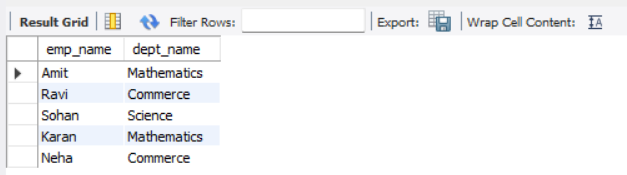 Result Grid Filter Rows: Export: Wrap Cell Content: IA
emp_name dept_name
Amit Mathematics
Ravi Commerce
Sohan Science
Karan Mathematics
Neha Commerce